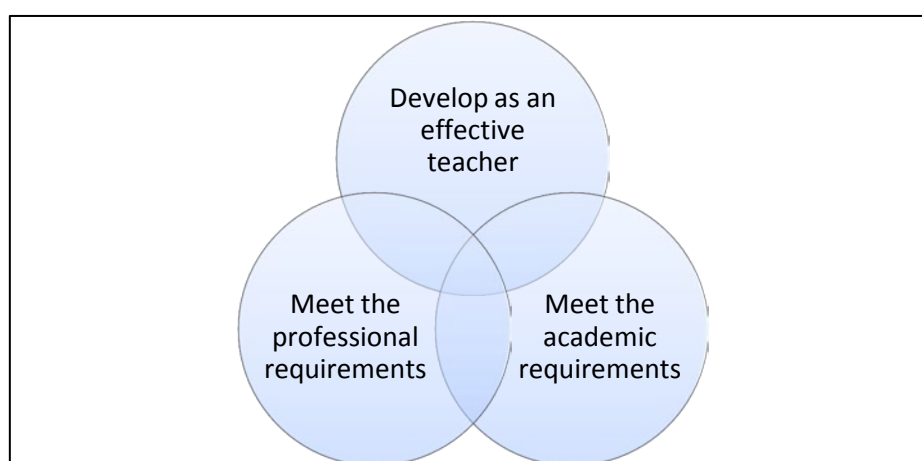 Develop as an
effective
teacher
Meet the
professional
requirements
Meet the
academic
requirements